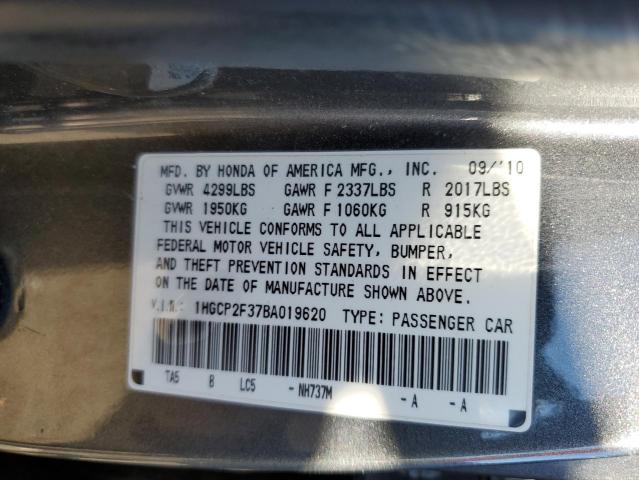 MFD. BY HONDA OF AMERICA MFG., INC. 09/'10
GVWR 4299LBS GAWR F 2337LBS R 2017LBS
GVWR 1950KG GAWR F 1060KG R 915KG
THIS VEHICLE CONFORMS TO ALL APPLICABLE
FEDERAL MOTOR VEHICLE SAFETY, BUMPER,
AND THEFT PREVENTION STANDARDS IN EFFECT
ON THE DATE OF MANUFACTURE SHOWN ABOVE.
V.I.N.: 1HGCP2F37BA019620 TYPE: PASSENGER CAR
TA5 B LC5 -NH737M -A -A